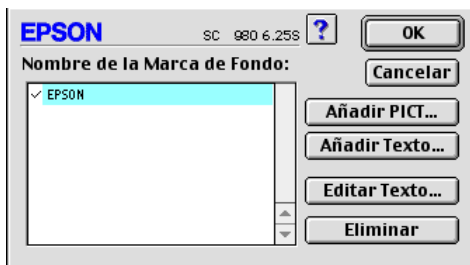 EPSON SC 980 6.25S ? OK
Nombre de la Marca de Fondo: Cancelar
✓ EPSON
Añadir PICT...
Añadir Texto...
Editar Texto...
Eliminar